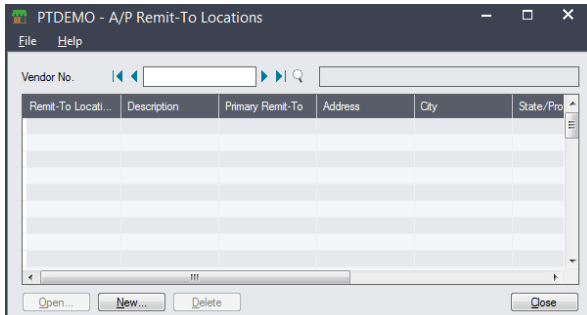 PTDEMO - A/P Remit-To Locations
File Help
Vendor No.
Remit-To Locati... Description Primary Remit-To Address City State/Pro
Open... New... Delete Close